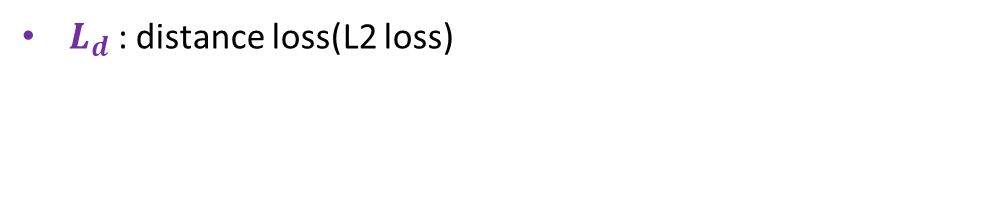 • L_d : distance loss(L2 loss)